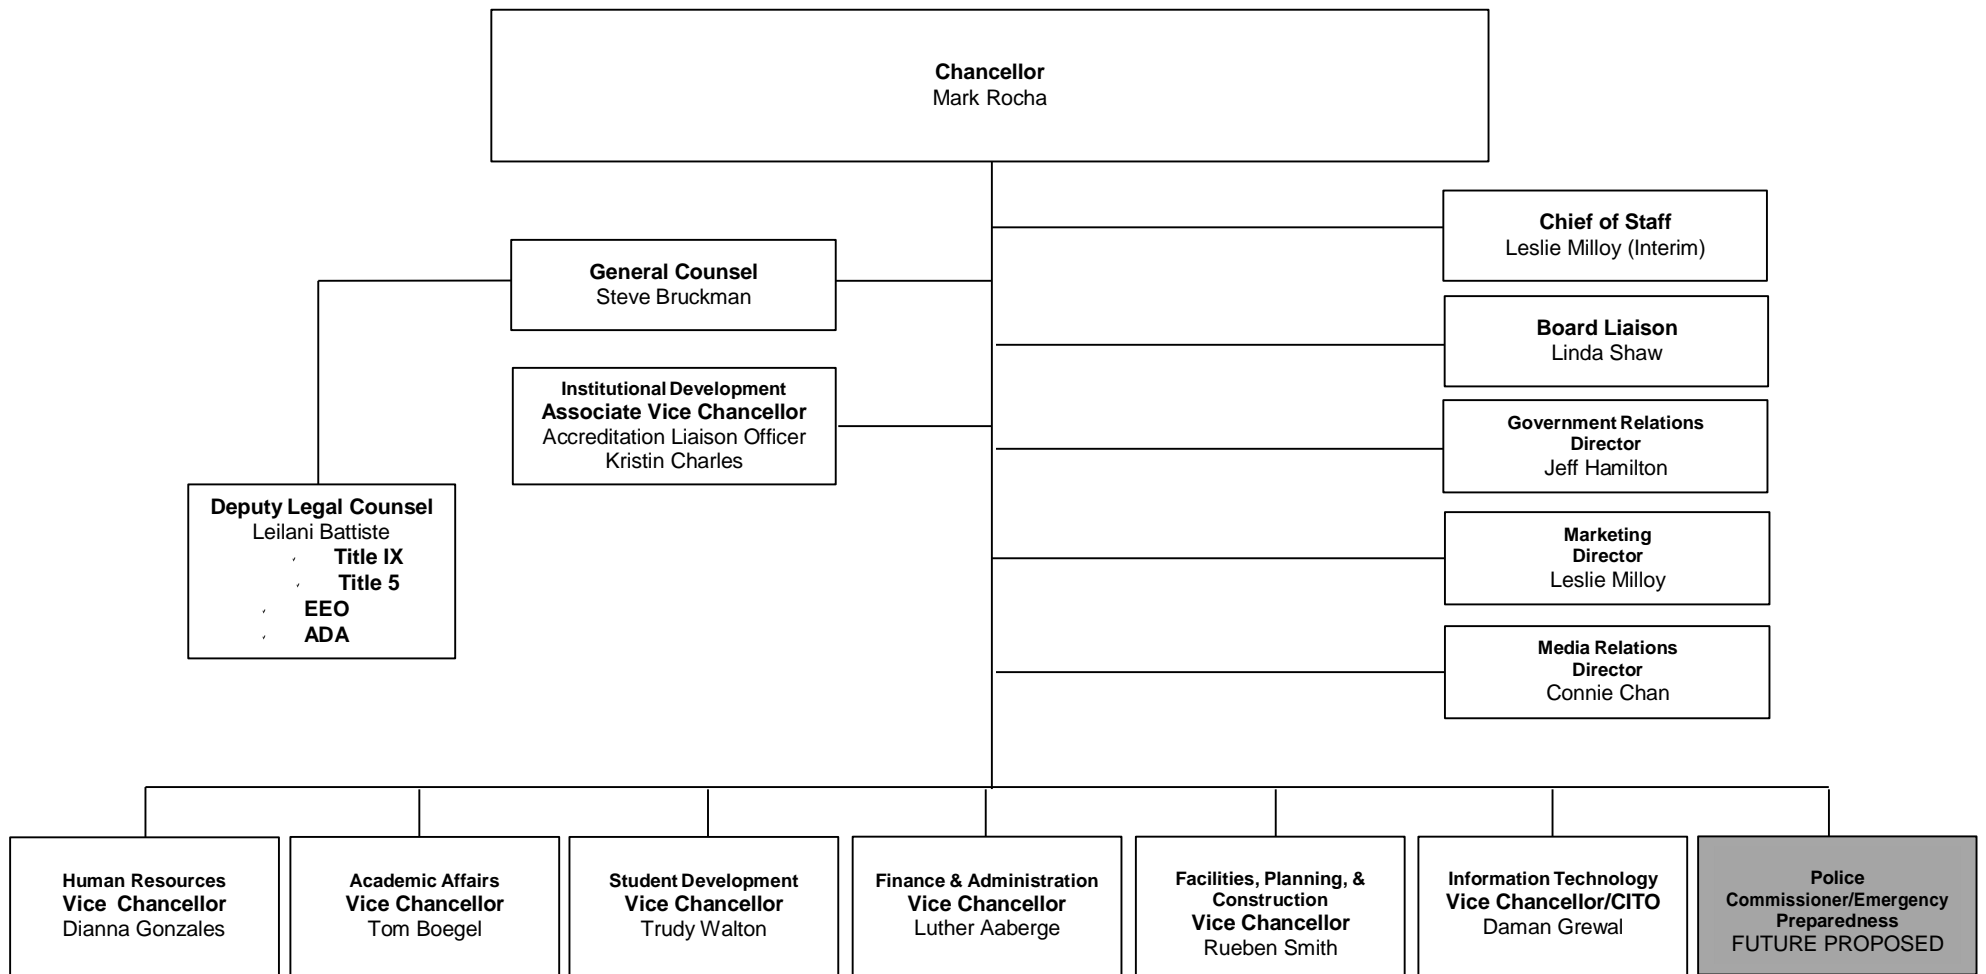 Chancellor
Mark Rocha
Chief of Staff
Leslie Milloy (Interim)
General Counsel
Steve Bruckman
Board Liaison
Linda Shaw
Institutional Development
Associate Vice Chancellor
Accreditation Liaison Officer
Kristin Charles
Government Relations
Director
Jeff Hamilton
Deputy Legal Counsel
Leilani Battiste
Title IX
Title 5
EEO
ADA
Marketing
Director
Leslie Milloy
Media Relations
Director
Connie Chan
Human Resources
Vice Chancellor
Dianna Gonzales
Academic Affairs
Vice Chancellor
Tom Boegel
Student Development
Vice Chancellor
Trudy Walton
Finance & Administration
Vice Chancellor
Luther Aaberge
Facilities, Planning, &
Construction
Vice Chancellor
Rueben Smith
Information Technology
Vice Chancellor/CITO
Daman Grewal
Police
Commissioner/Emergency
Preparedness
FUTURE PROPOSED